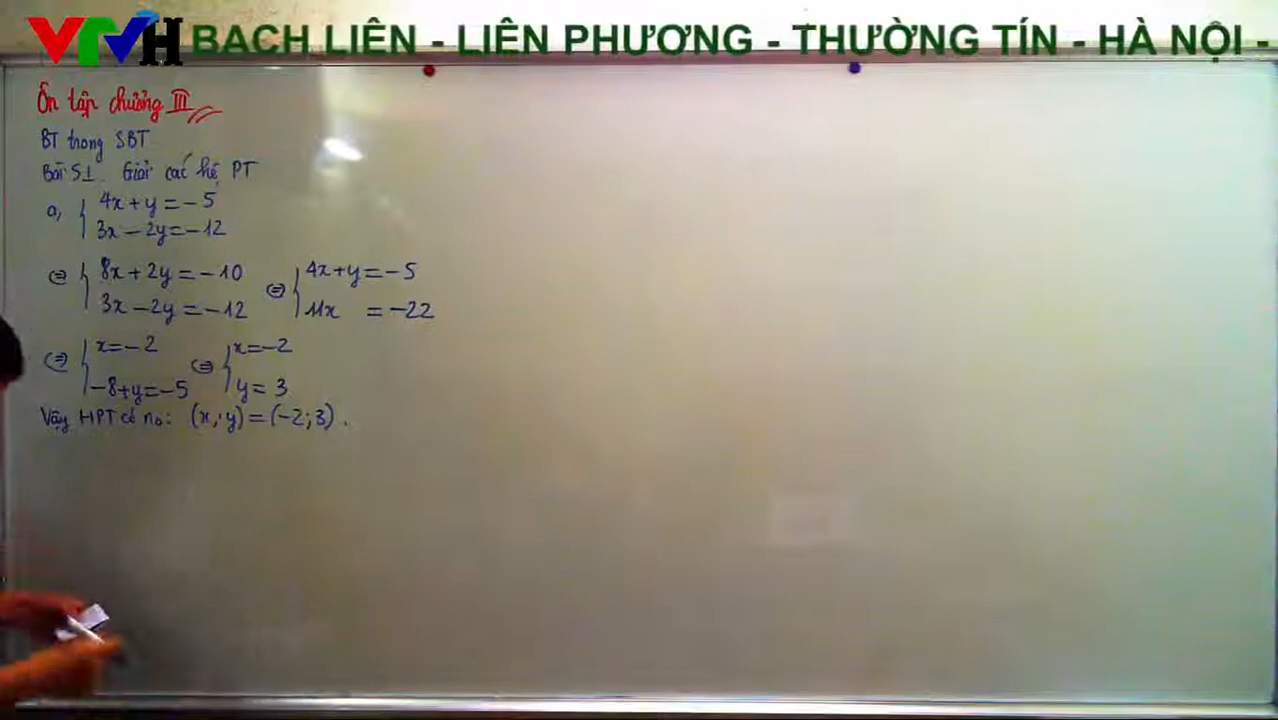 VTVH BẠCH LIÊN - LIÊN PHƯƠNG - THƯỜNG TÍN - HÀ NỘI -
Ôn tập chương III
BT trong SBT
Bài 51. Giải các hệ PT
a, { 4x + y = -5
3x - 2y = -12
⇔ { 8x + 2y = -10 ⇔ { 4x + y = -5
3x - 2y = -12 11x = -22
⇔ { x = -2 ⇔ { x = -2
-8 + y = -5 y = 3
Vậy HPT có no: (x; y) = (-2; 3).